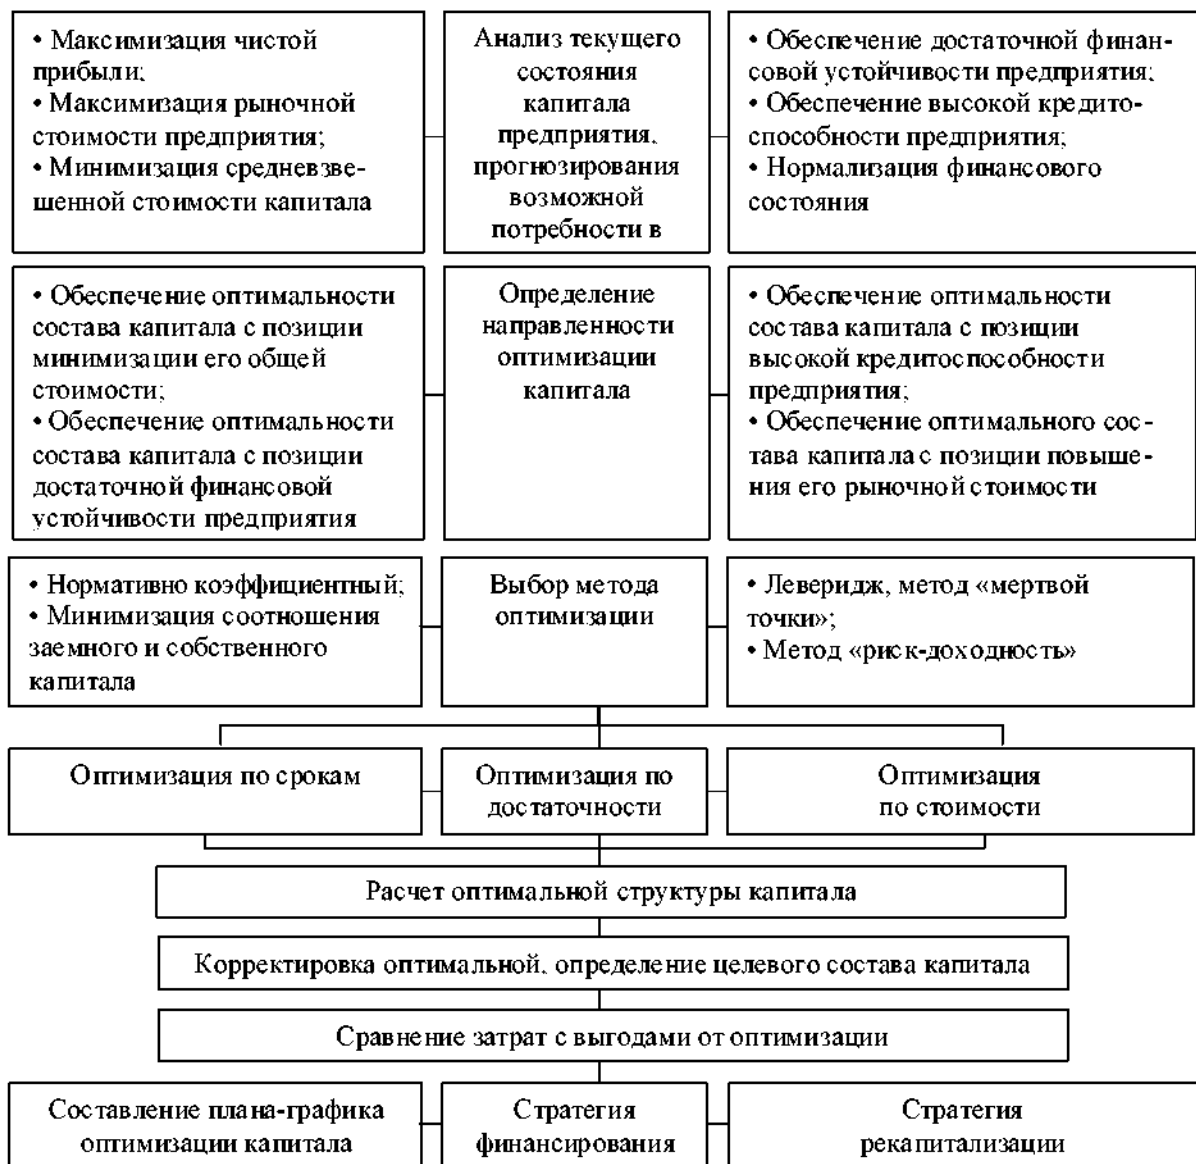 • Максимизация чистой
прибыли;
• Максимизация рыночной
стоимости предприятия;
• Минимизация средневзве-
шенной стоимости капитала
Анализ текущего
состояния
капитала
предприятия,
прогнозирования
возможной
потребности в
• Обеспечение достаточной финан-
совой устойчивости предприятия;
• Обеспечение высокой кредито-
способности предприятия;
• Нормализация финансового
состояния
• Обеспечение оптимальности
состава капитала с позиции
минимизации его общей
стоимости;
• Обеспечение оптимальности
состава капитала с позиции
достаточной финансовой
устойчивости предприятия
Определение
направленности
оптимизации
капитала
• Обеспечение оптимальности
состава капитала с позиции
высокой кредитоспособности
предприятия;
• Обеспечение оптимального сос-
тава капитала с позиции повыше-
ния его рыночной стоимости
• Нормативно коэффициентный;
• Минимизация соотношения
заемного и собственного
капитала
Выбор метода
оптимизации
• Леверидж, метод «мертвой
точки»;
• Метод «риск-доходность»
Оптимизация по срокам
Оптимизация по
достаточности
Оптимизация
по стоимости
Расчет оптимальной структуры капитала
Корректировка оптимальной, определение целевого состава капитала
Сравнение затрат с выгодами от оптимизации
Составление плана-графика
оптимизации капитала
Стратегия
финансирования
Стратегия
рекапитализации